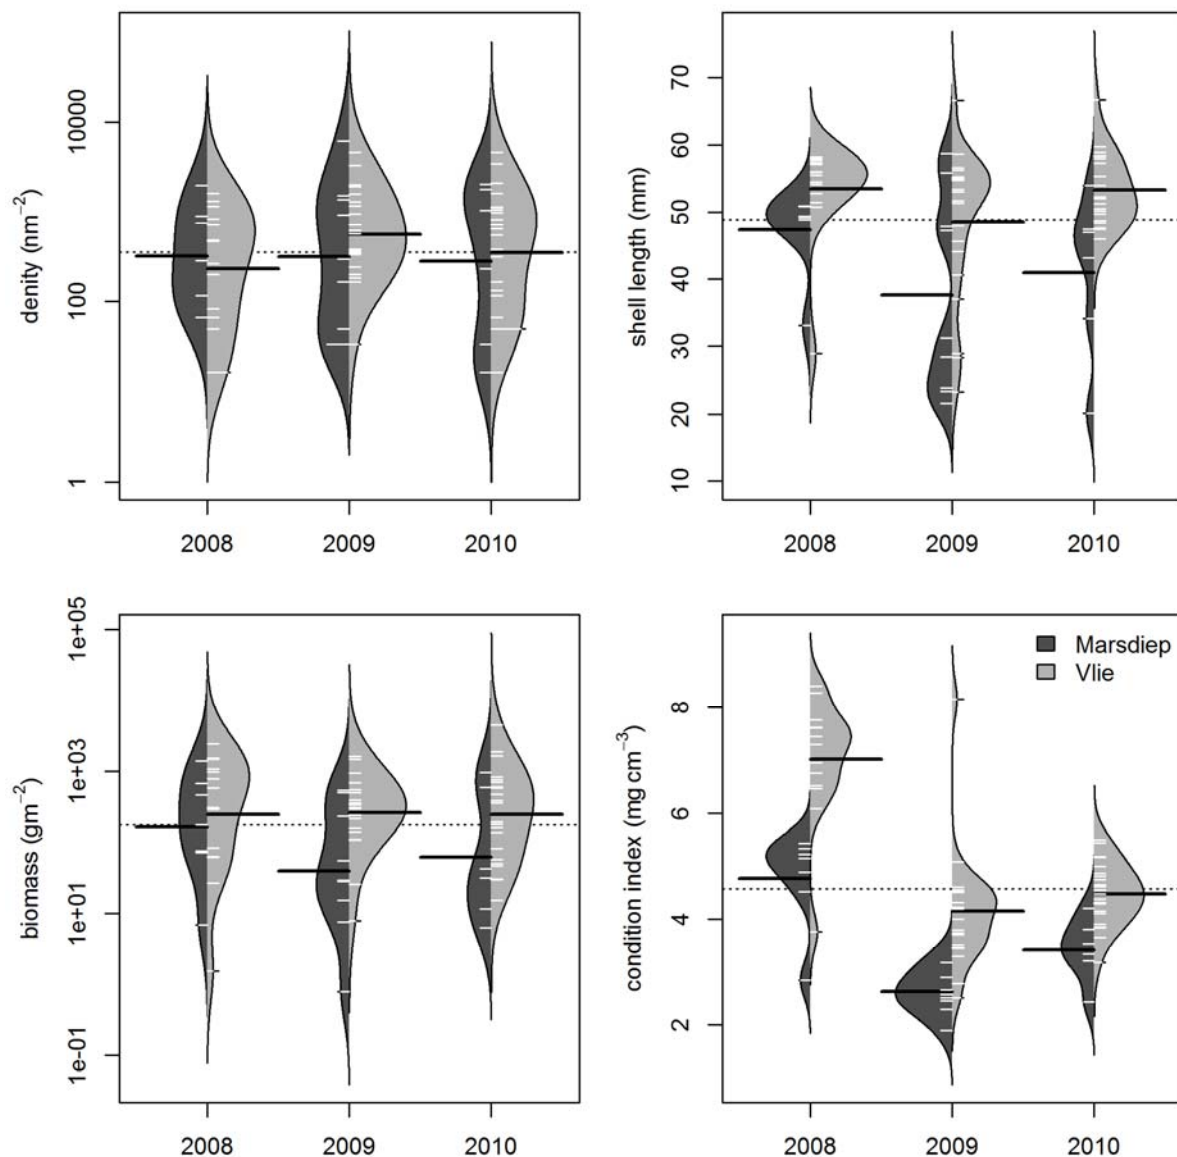 denity (nm−2)
10000
100
1
2008 2009 2010
shell length (mm)
70
60
50
40
30
20
10
2008 2009 2010
biomass (gm−2)
1e+05
1e+03
1e+01
1e-01
2008 2009 2010
condition index (mg cm−3)
8
6
4
2
Marsdiep
Vlie
2008 2009 2010